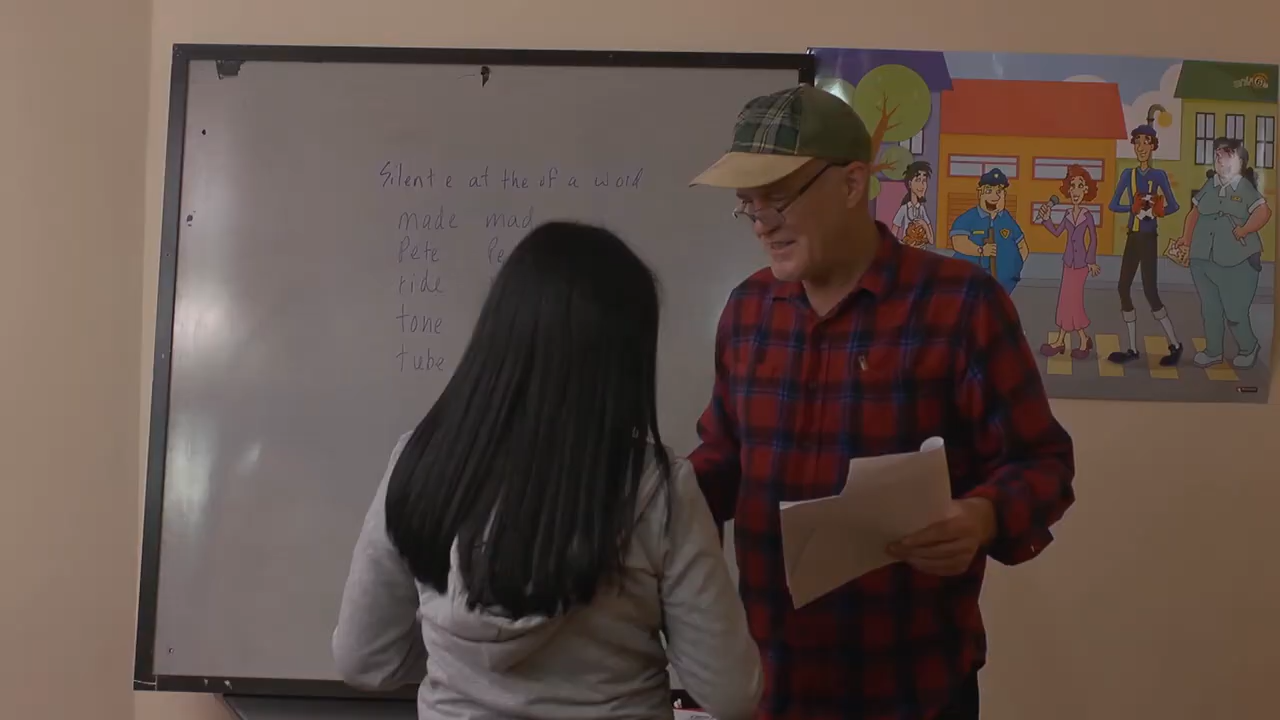 Silent e at the of a word
made mad
Pete Pe
ride
tone
tube